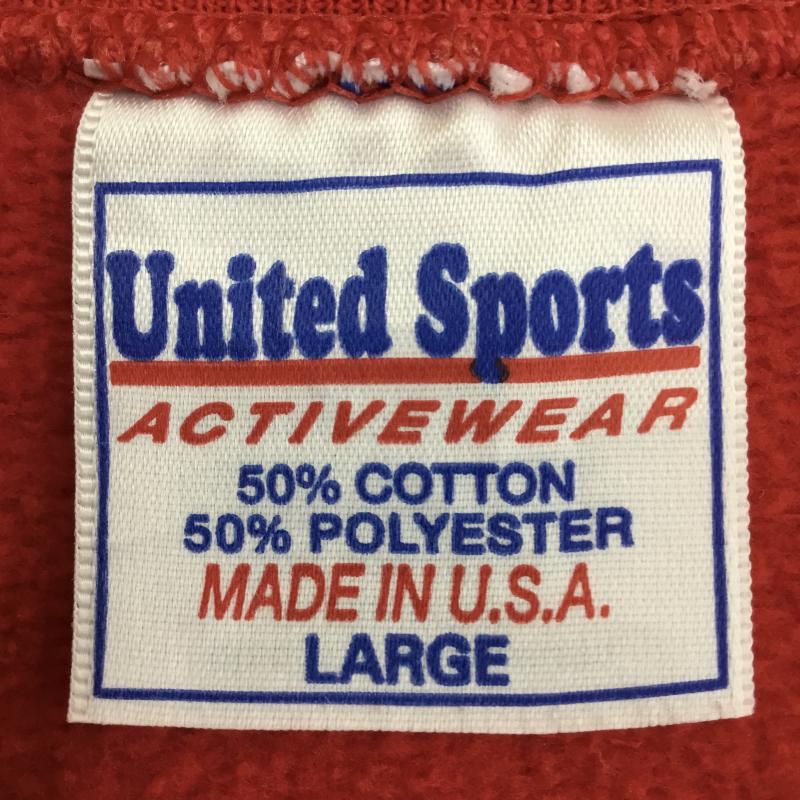 United Sports
ACTIVEWEAR
50% COTTON
50% POLYESTER
MADE IN U.S.A.
LARGE